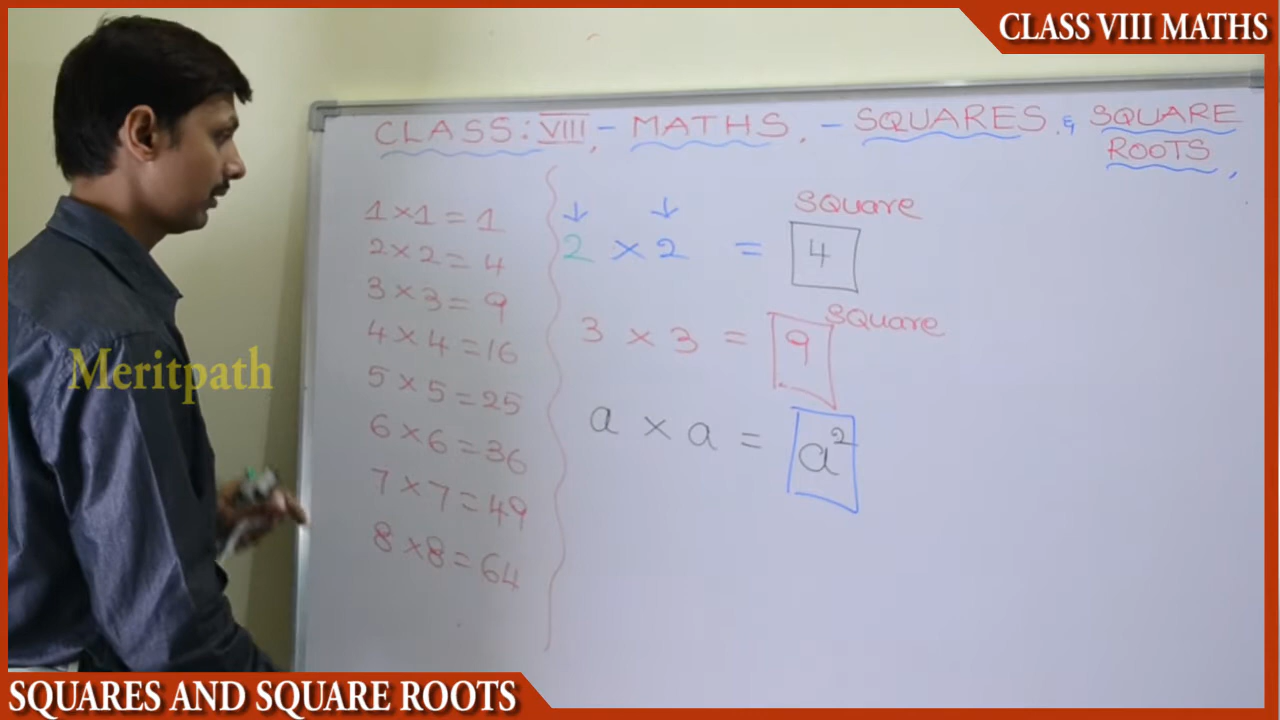 CLASS VIII MATHS
CLASS: VIII, - MATHS, - SQUARES & SQUARE
ROOTS,
1 × 1 = 1
2 × 2 = 4
3 × 3 = 9
4 × 4 = 16
5 × 5 = 25
6 × 6 = 36
7 × 7 = 49
8 × 8 = 64
square
↓ ↓
2 × 2 = 4
square
3 × 3 = 9
a × a = a²
Meritpath
SQUARES AND SQUARE ROOTS